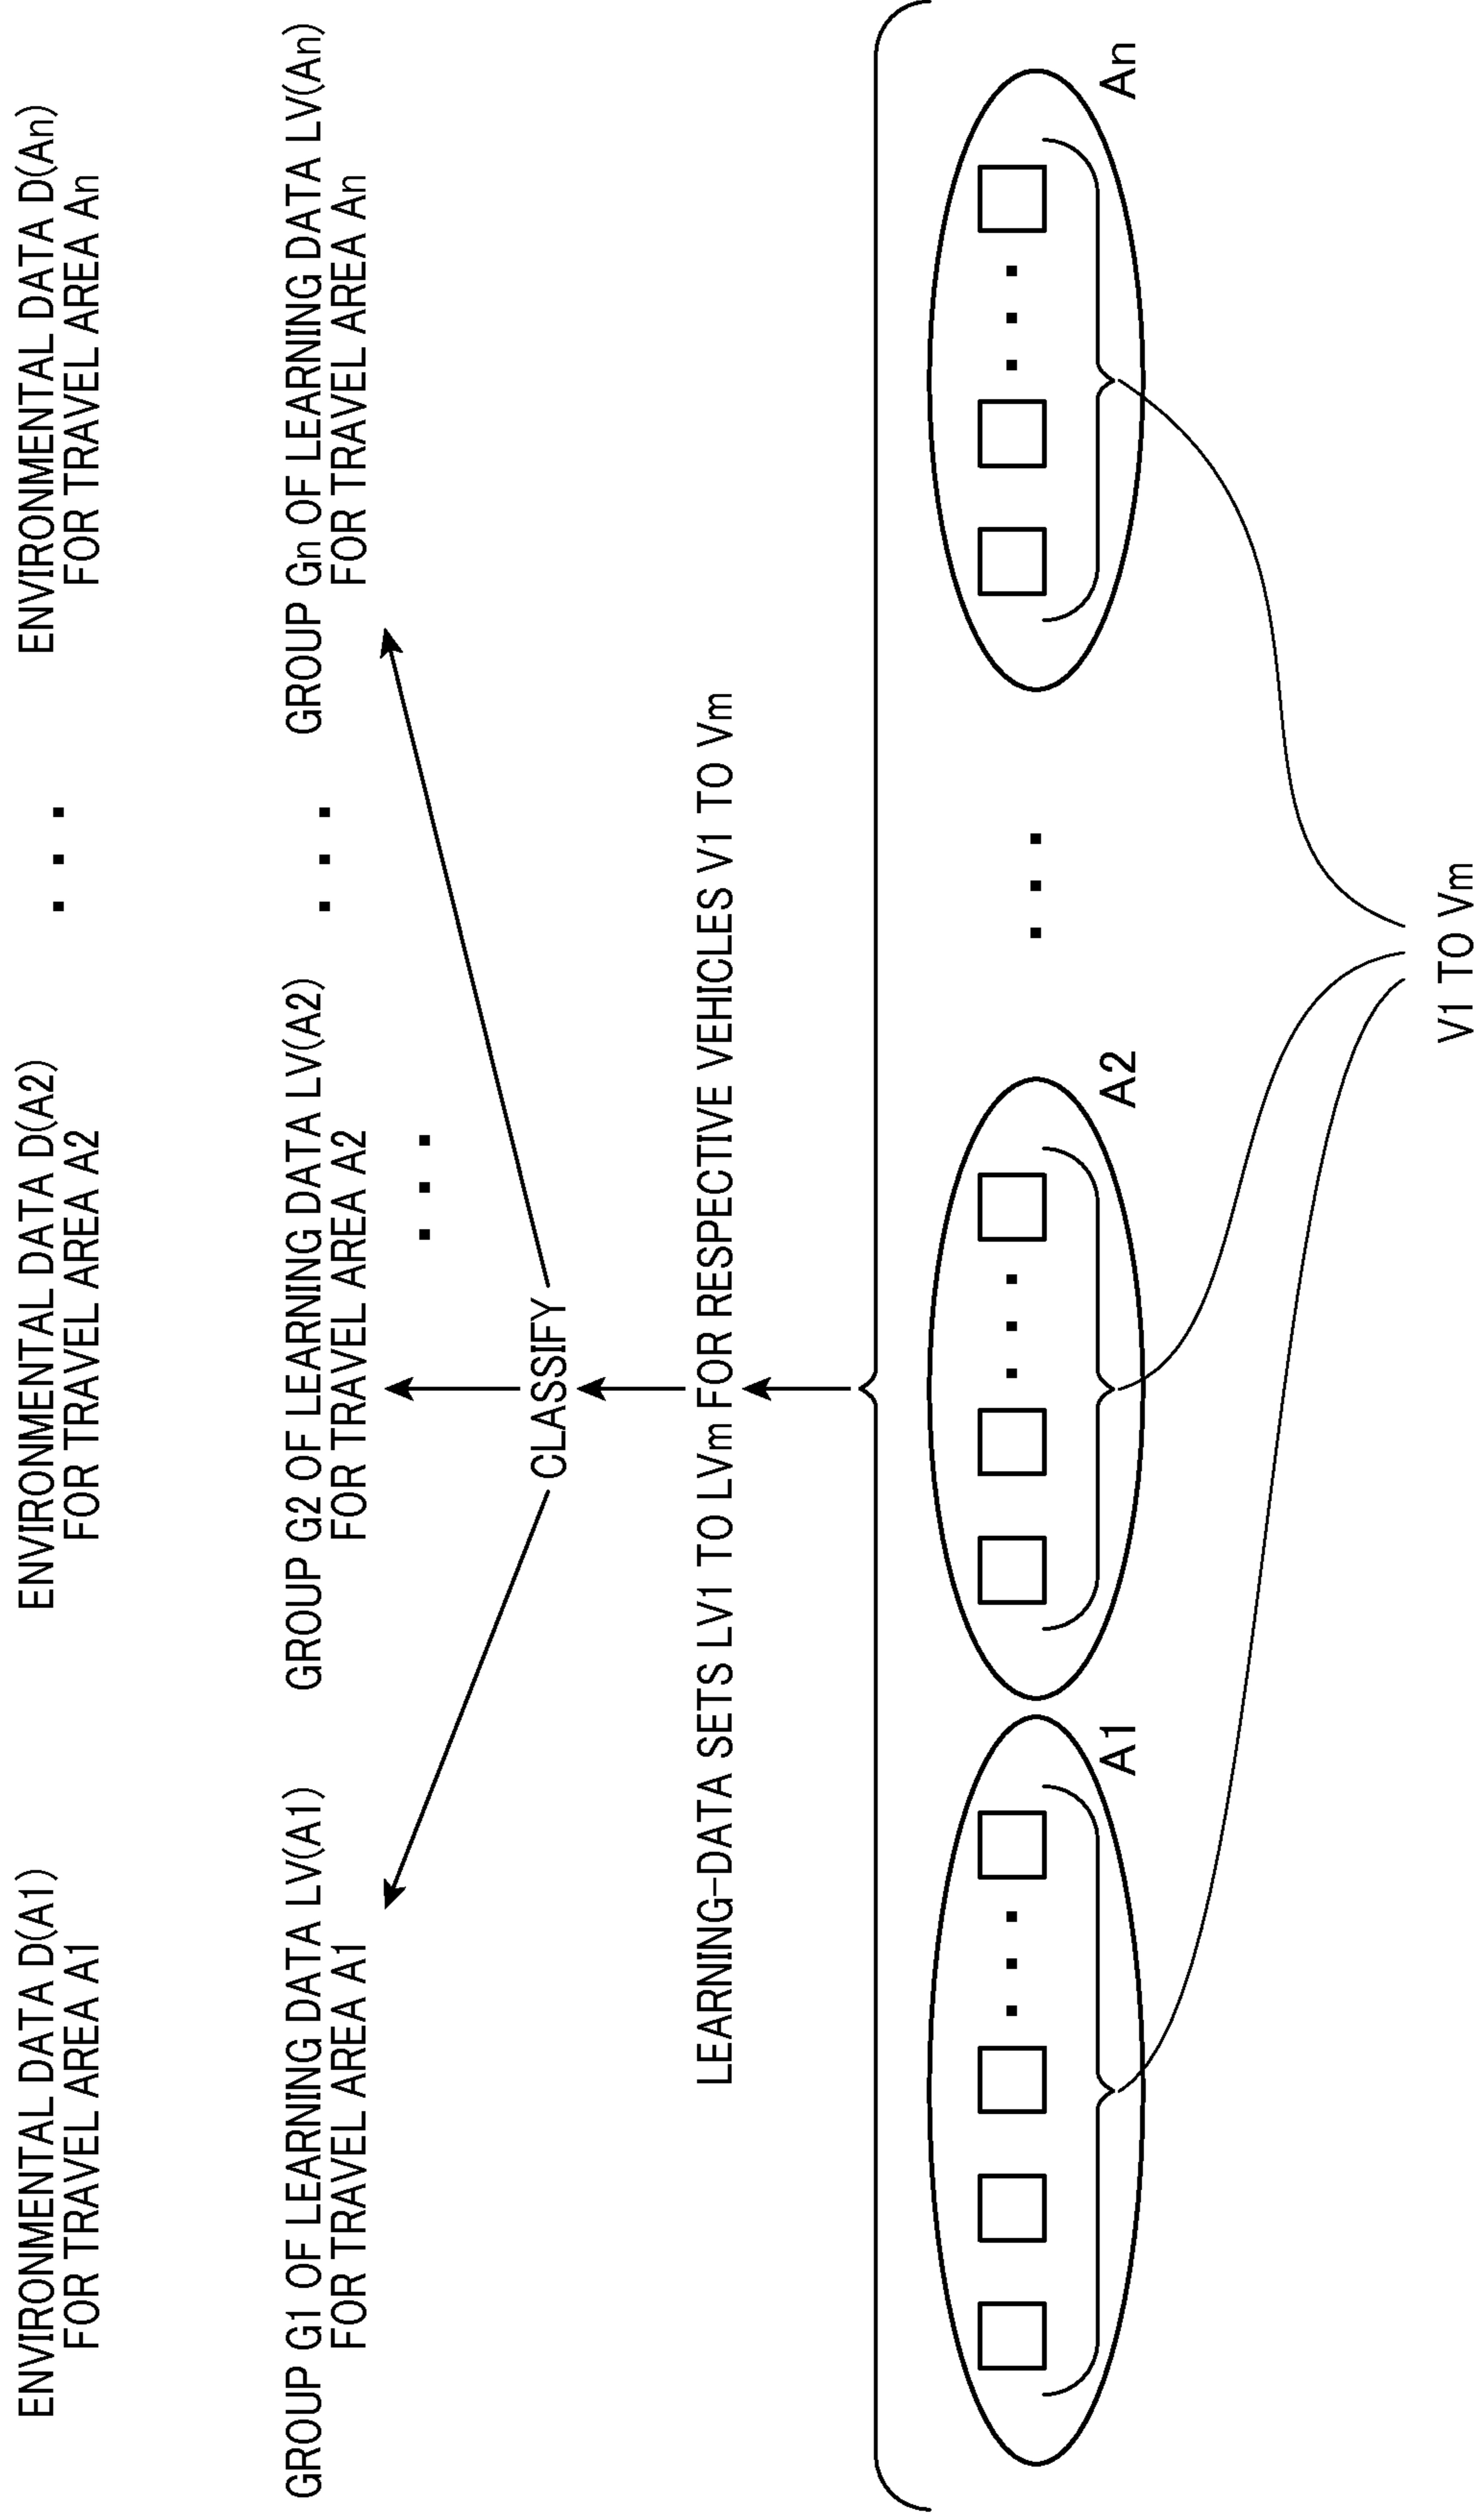 ENVIRONMENTAL DATA D(A1)
FOR TRAVEL AREA A1
ENVIRONMENTAL DATA D(A2)
FOR TRAVEL AREA A2
ENVIRONMENTAL DATA D(An)
FOR TRAVEL AREA An
GROUP G1 OF LEARNING DATA LV(A1)
FOR TRAVEL AREA A1
GROUP G2 OF LEARNING DATA LV(A2)
FOR TRAVEL AREA A2
GROUP Gn OF LEARNING DATA LV(An)
FOR TRAVEL AREA An
CLASSIFY
LEARNING-DATA SETS LV1 TO LVm FOR RESPECTIVE VEHICLES V1 TO Vm
A1
A2
An
V1 TO Vm